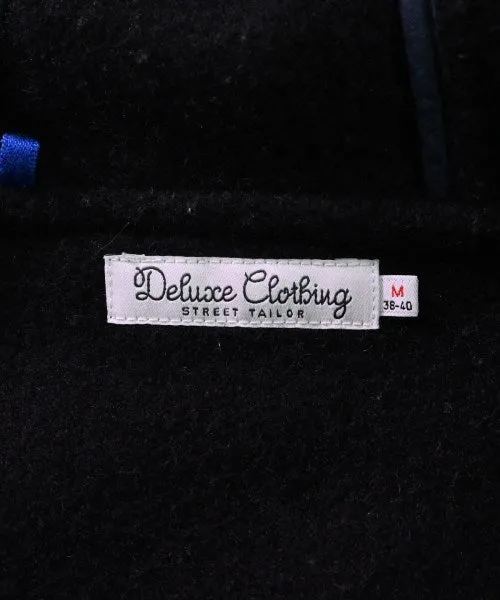 Deluxe Clothing
STREET TAILOR
M
38-40